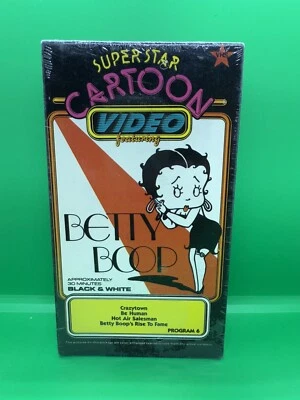 SUPER STAR
CARTOON
VIDEO
featuring
BETTY
BOOP
APPROXIMATELY
30 MINUTES
BLACK & WHITE
Crazytown
Be Human
Hot Air Salesman
Betty Boop's Rise To Fame
PROGRAM 6